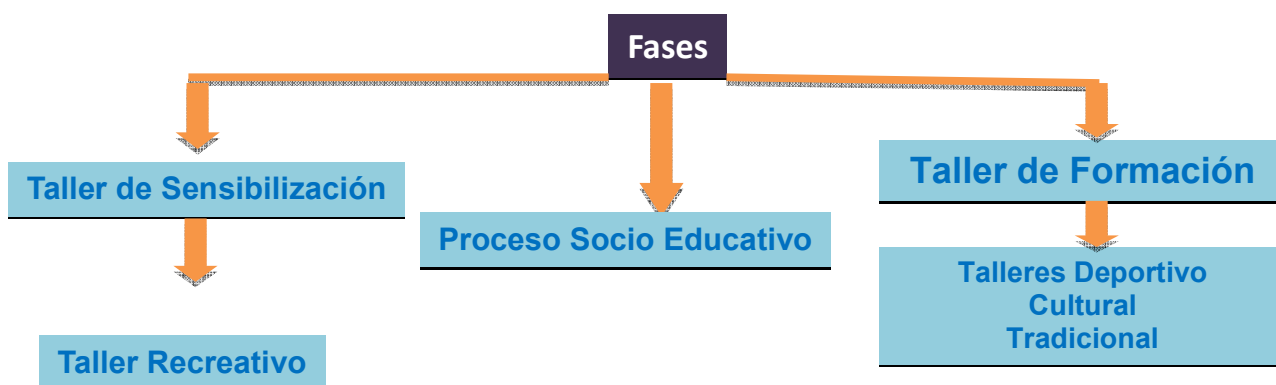 Fases
Taller de Sensibilización
Proceso Socio Educativo
Taller de Formación
Taller Recreativo
Talleres Deportivo
Cultural
Tradicional